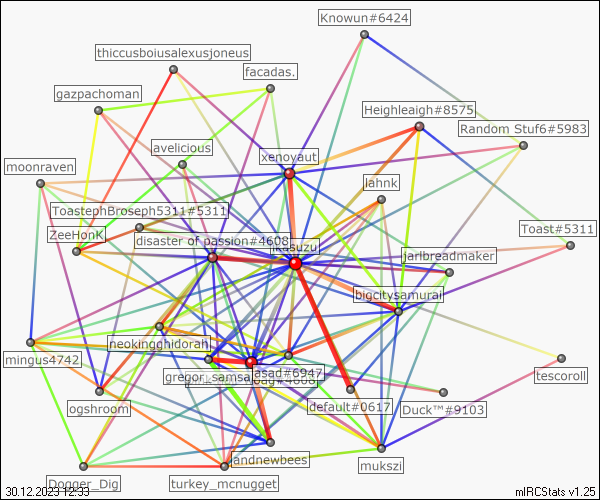 Knowun#6424
thiccusboiusalexusjoneus
facadas.
gazpachoman
Heighleaigh#8575
Random Stuf6#5983
avelicious
xenovaut
moonraven
lahnk
ToastephBroseph5311#5311
Toast#5311
ZeeHonK
disaster of passion#4608
ikasuzu
jarlbreadmaker
bigcitysamurai
neokingghidorah
mingus4742
tescoroll
gregor_samsa
asad#6947
default#0617
Duck™#9103
ogshroom
landnewbees
mukszi
Dogger_Dig
turkey_mcnugget
30.12.2023 12:33
mIRCStats v1.25